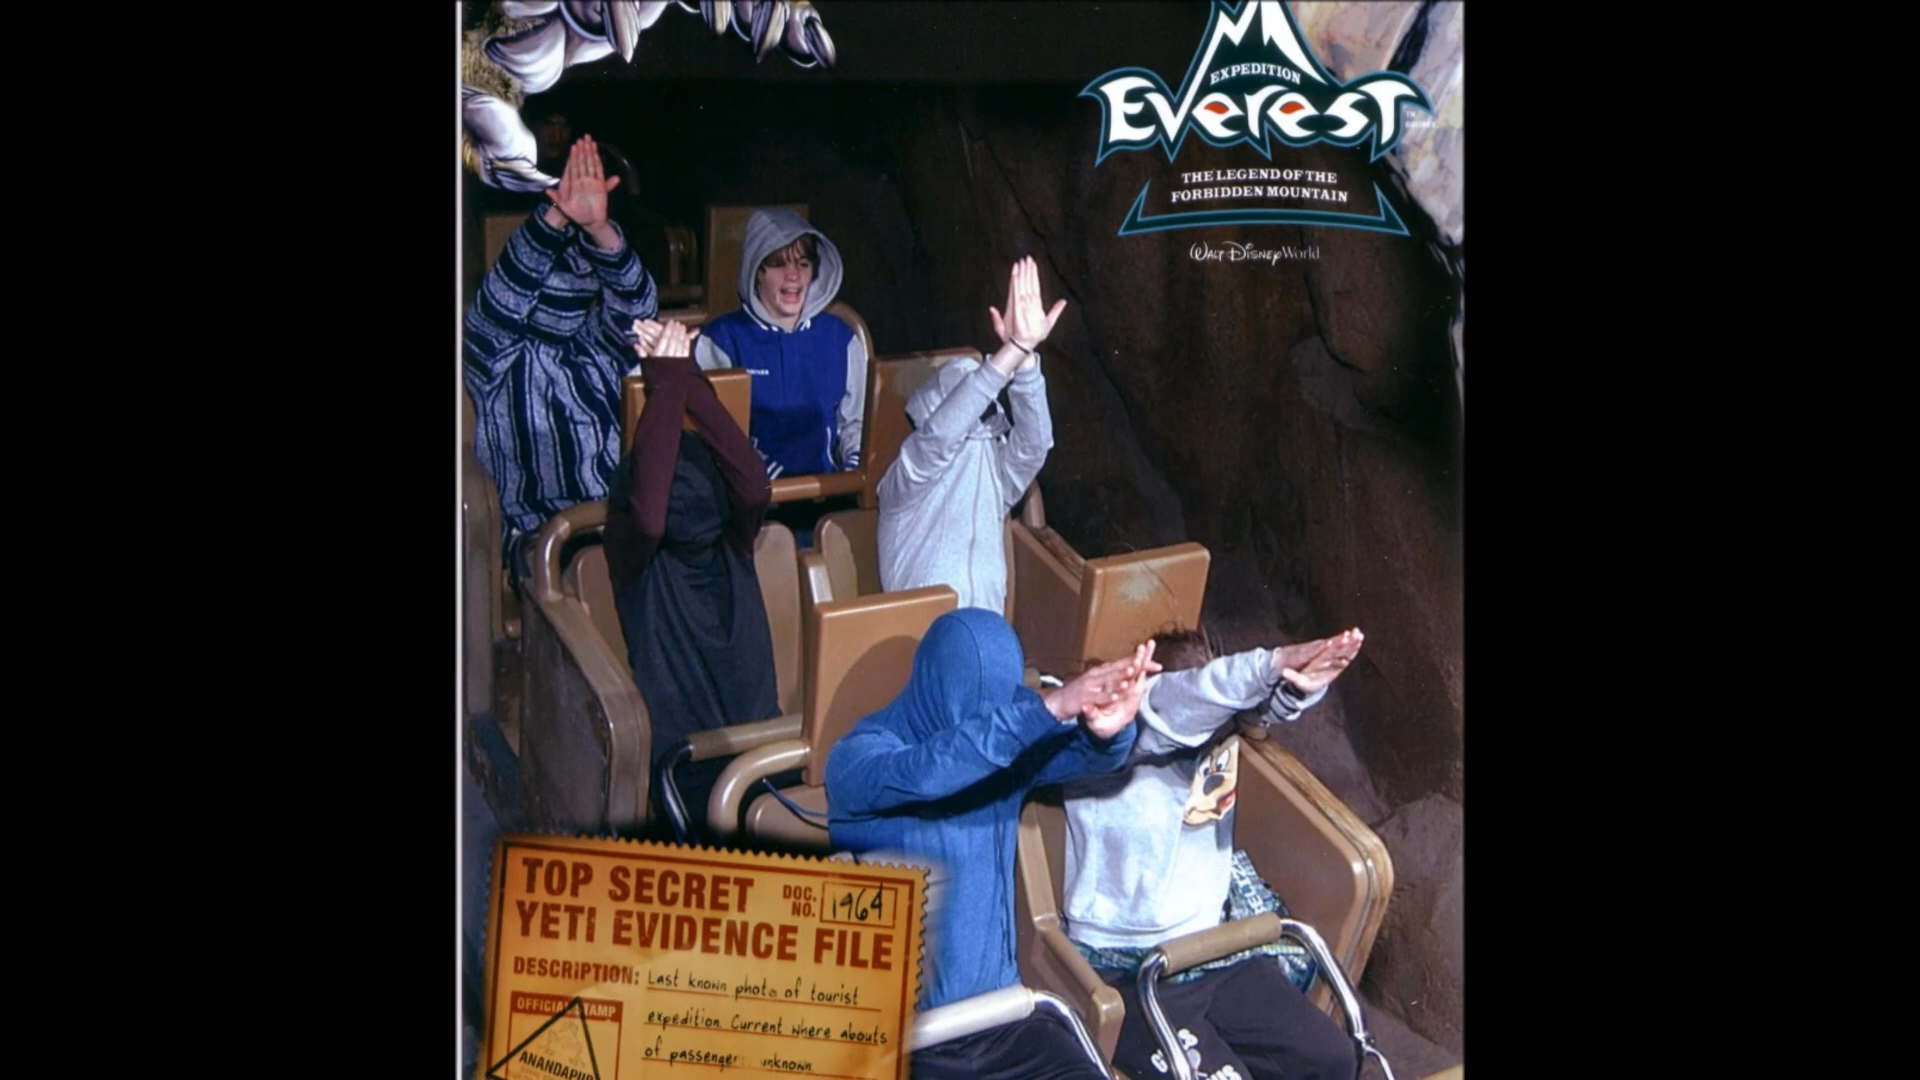 EXPEDITION
EVEREST
THE LEGEND OF THE
FORBIDDEN MOUNTAIN
WALT DISNEY World
TOP SECRET
DOC. NO. 1964
YETI EVIDENCE FILE
DESCRIPTION: Last known photo of tourist
expedition. Current where abouts
of passenger unknown.
OFFICIAL STAMP
ANANDAPUR